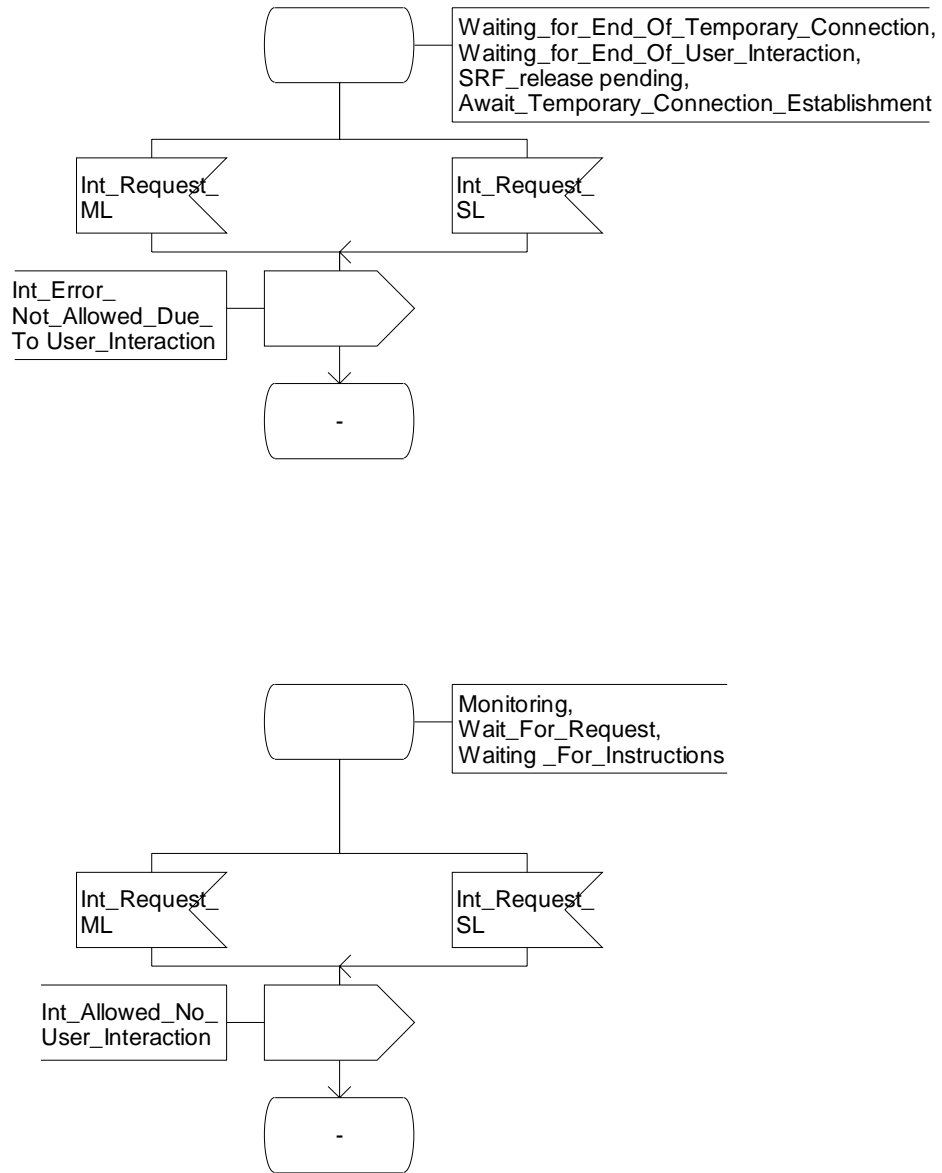 Waiting_for_End_Of_Temporary_Connection,
Waiting_for_End_Of_User_Interaction,
SRF_release pending,
Await_Temporary_Connection_Establishment
Int_Request_
ML
Int_Request_
SL
Int_Error_
Not_Allowed_Due_
To User_Interaction
-
Monitoring,
Wait_For_Request,
Waiting _For_Instructions
Int_Request_
ML
Int_Request_
SL
Int_Allowed_No_
User_Interaction
-